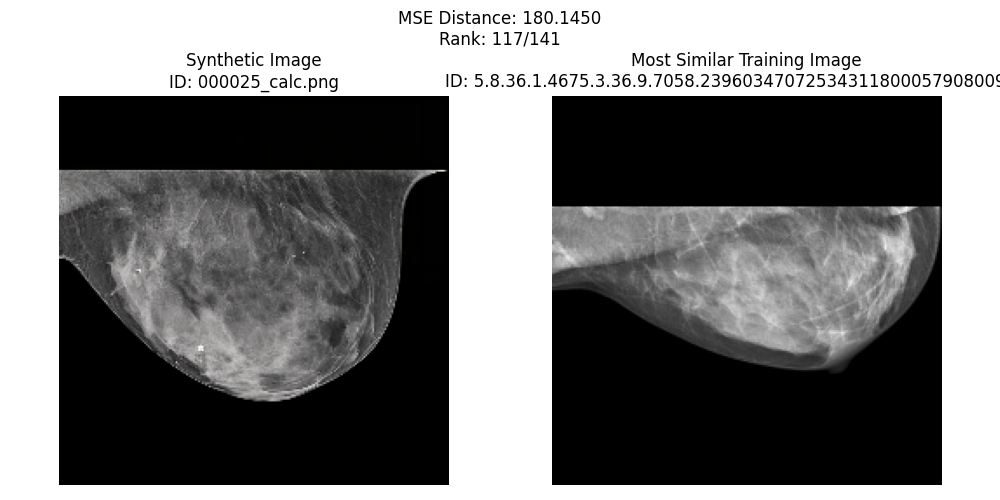 MSE Distance: 180.1450
Rank: 117/141
Synthetic Image
ID: 000025_calc.png
Most Similar Training Image
ID: 5.8.36.1.4675.3.36.9.7058.23960347072534311800057908009